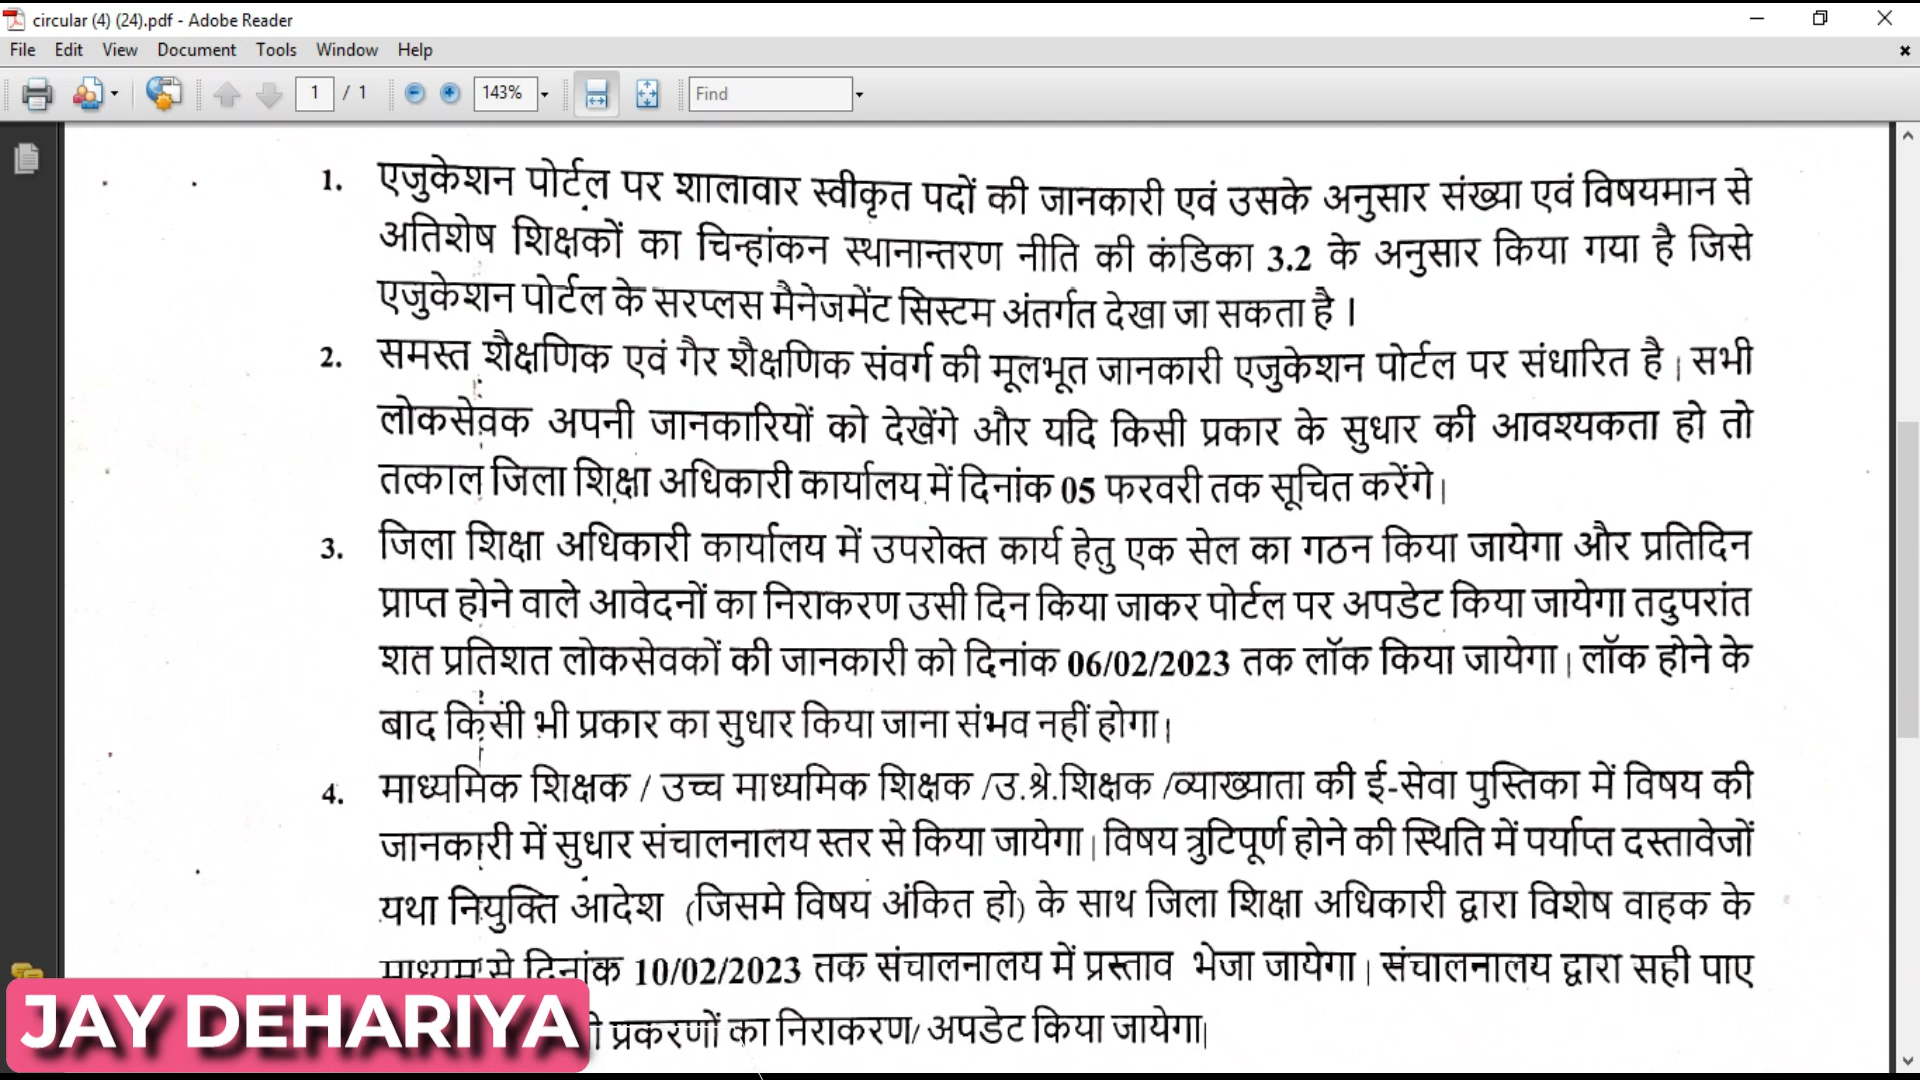 circular (4) (24).pdf - Adobe Reader
File Edit View Document Tools Window Help
1 / 1 143% Find
1. एजुकेशन पोर्टल पर शालावार स्वीकृत पदों की जानकारी एवं उसके अनुसार संख्या एवं विषयमान से
अतिशेष शिक्षकों का चिन्हांकन स्थानान्तरण नीति की कंडिका 3.2 के अनुसार किया गया है जिसे
एजुकेशन पोर्टल के सरप्लस मैनेजमेंट सिस्टम अंतर्गत देखा जा सकता है ।
2. समस्त शैक्षणिक एवं गैर शैक्षणिक संवर्ग की मूलभूत जानकारी एजुकेशन पोर्टल पर संधारित है। सभी
लोकसेवक अपनी जानकारियों को देखेंगे और यदि किसी प्रकार के सुधार की आवश्यकता हो तो
तत्काल जिला शिक्षा अधिकारी कार्यालय में दिनांक 05 फरवरी तक सूचित करेंगे।
3. जिला शिक्षा अधिकारी कार्यालय में उपरोक्त कार्य हेतु एक सेल का गठन किया जायेगा और प्रतिदिन
प्राप्त होने वाले आवेदनों का निराकरण उसी दिन किया जाकर पोर्टल पर अपडेट किया जायेगा तदुपरांत
शत प्रतिशत लोकसेवकों की जानकारी को दिनांक 06/02/2023 तक लॉक किया जायेगा। लॉक होने के
बाद किसी भी प्रकार का सुधार किया जाना संभव नहीं होगा।
4. माध्यमिक शिक्षक / उच्च माध्यमिक शिक्षक /उ.श्रे.शिक्षक /व्याख्याता की ई-सेवा पुस्तिका में विषय की
जानकारी में सुधार संचालनालय स्तर से किया जायेगा। विषय त्रुटिपूर्ण होने की स्थिति में पर्याप्त दस्तावेजों
यथा नियुक्ति आदेश (जिसमे विषय अंकित हो) के साथ जिला शिक्षा अधिकारी द्वारा विशेष वाहक के
माध्यम से दिनांक 10/02/2023 तक संचालनालय में प्रस्ताव भेजा जायेगा। संचालनालय द्वारा सही पाए
प्रकरणों का निराकरण/ अपडेट किया जायेगा।
JAY DEHARIYA